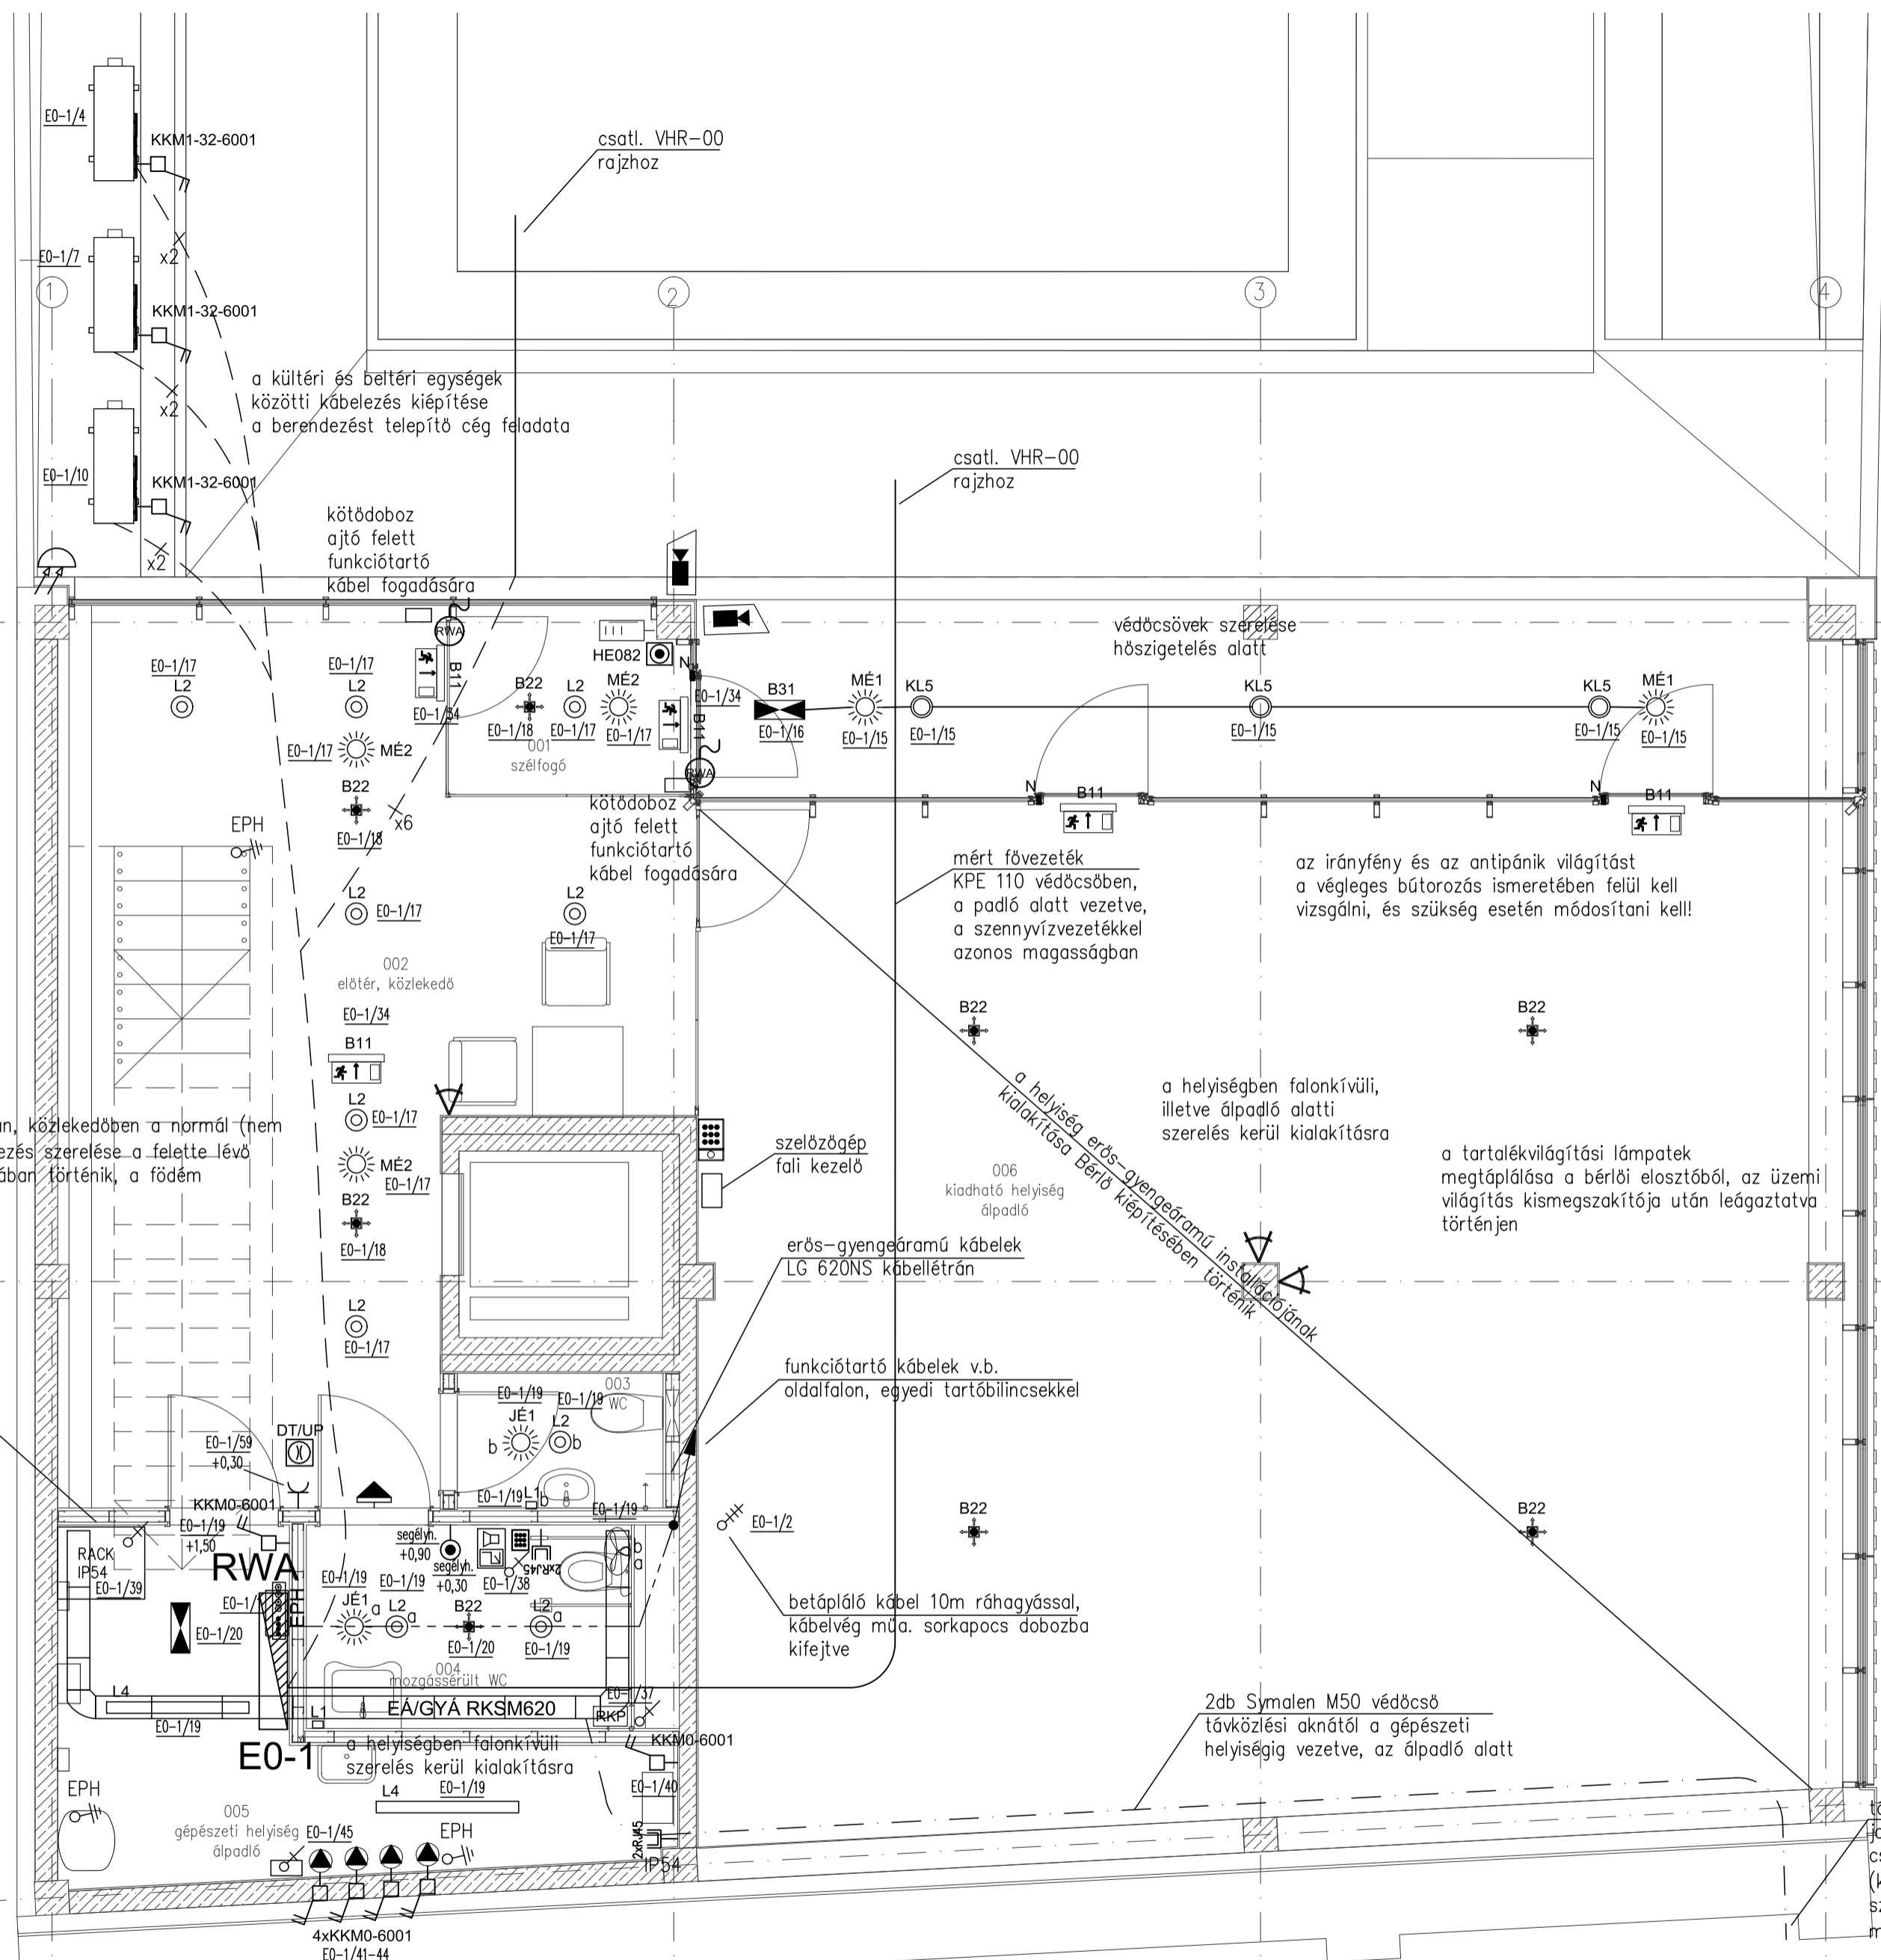 E0-1/4
KKM1-32-6001
x2
E0-1/7
KKM1-32-6001
x2
E0-1/10
KKM1-32-6001
x2
1
2
3
4
csatl. VHR-00
rajzhoz
a kültéri és beltéri egységek
közötti kábelezés kiépítése
a berendezést telepítő cég feladata
csatl. VHR-00
rajzhoz
kötődoboz
ajtó felett
funkciótartó
kábel fogadására
RWA
B11
E0-1/34
HE082
N
védőcsövek szerelése
hőszigetelés alatt
E0-1/17
L2
E0-1/17
L2
B22
E0-1/18
L2
E0-1/17
MÉ2
E0-1/17
001
szélfogó
B11
E0-1/34
RWA
B31
E0-1/16
MÉ1
E0-1/15
KL5
E0-1/15
KL5
E0-1/15
KL5
E0-1/15
MÉ1
E0-1/15
E0-1/17
MÉ2
B22
E0-1/18
x6
kötődoboz
ajtó felett
funkciótartó
kábel fogadására
N
B11
N
B11
EPH
L2
E0-1/17
L2
E0-1/17
mért fővezeték
KPE 110 védőcsőben,
a padló alatt vezetve,
a szennyvízvezetékkel
azonos magasságban
az irányfény és az antipánik világítást
a végleges bútorozás ismeretében felül kell
vizsgálni, és szükség esetén módosítani kell!
002
előtér, közlekedő
E0-1/34
B11
B22
B22
L2
E0-1/17
közlekedőben a normál (nem
szerelése a felette lévő
történik, a födém
MÉ2
E0-1/17
B22
E0-1/18
L2
E0-1/17
szelőzőgép
fali kezelő
a helyiség erős-gyengeáramú installációjának
kialakítása Bérlő kiépítésében történik
a helyiségben falonkívüli,
illetve álpadló alatti
szerelés kerül kialakításra
006
kiadható helyiség
álpadló
a tartalékvilágítási lámpatek
megtáplálása a bérlői elosztóból, az üzemi
világítás kismegszakítója után leágaztatva
történjen
erős-gyengeáramú kábelek
LG 620NS kábellétrán
funkciótartó kábelek v.b.
oldalfalon, egyedi tartóbilincsekkel
003
WC
E0-1/19
JÉ1
b
E0-1/19
L2
b
E0-1/19
L1
b
E0-1/19
DT/UP
E0-1/59
+0,30
KKM0-6001
E0-1/19
+1,50
RWA
RACK
IP54
E0-1/39
E0-1/20
EPH
segélyh.
+0,90
segélyh.
+0,30
E0-1/38
2xRJ45
b
a
E0-1/19
JÉ1
a
E0-1/19
L2
a
B22
E0-1/20
L2
a
E0-1/19
004
mozgássérült WC
E0-1/2
B22
B22
betápláló kábel 10m ráhagyással,
kábelvég műa. sorkapocs dobozba
kifejtve
L4
E0-1/19
L1
EÁ/GYÁ RKSM620
RKP
KKM0-6001
E0-1
a helyiségben falonkívüli
szerelés kerül kialakításra
L4
E0-1/19
E0-1/40
2xRJ45
IP54
EPH
005
gépészeti helyiség
álpadló
E0-1/45
EPH
4xKKM0-6001
E0-1/41-44
2db Symalen M50 védőcső
távközlési aknától a gépészeti
helyiségig vezetve, az álpadló alatt